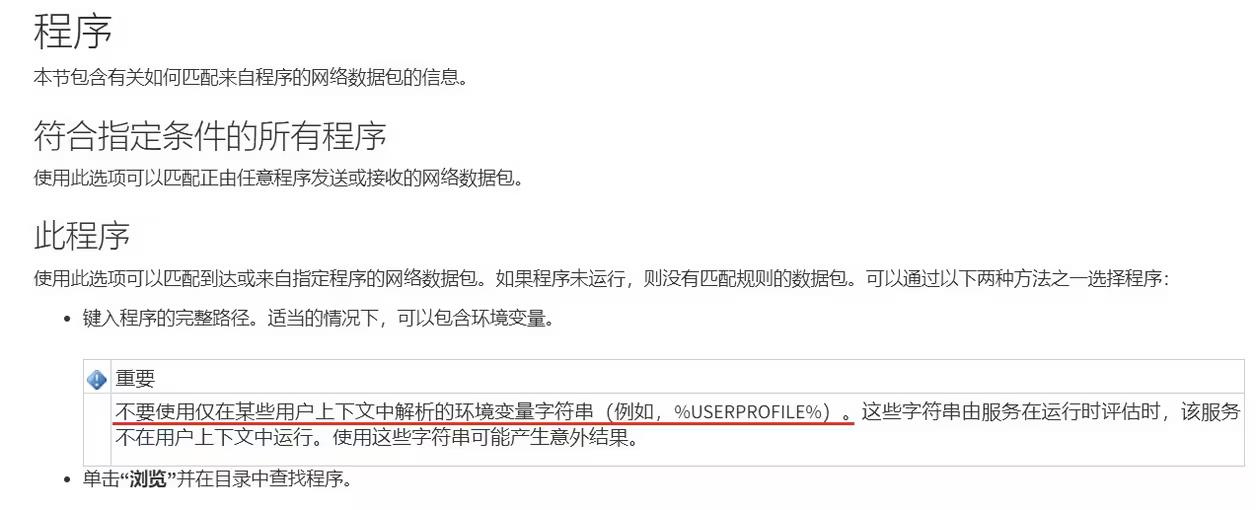 程序
本节包含有关如何匹配来自程序的网络数据包的信息。
符合指定条件的所有程序
使用此选项可以匹配正由任意程序发送或接收的网络数据包。
此程序
使用此选项可以匹配到达或来自指定程序的网络数据包。如果程序未运行，则没有匹配规则的数据包。可以通过以下两种方法之一选择程序：
• 键入程序的完整路径。适当的情况下，可以包含环境变量。
重要
不要使用仅在某些用户上下文中解析的环境变量字符串（例如，%USERPROFILE%）。这些字符串由服务在运行时评估时，该服务
不在用户上下文中运行。使用这些字符串可能产生意外结果。
• 单击“浏览”并在目录中查找程序。